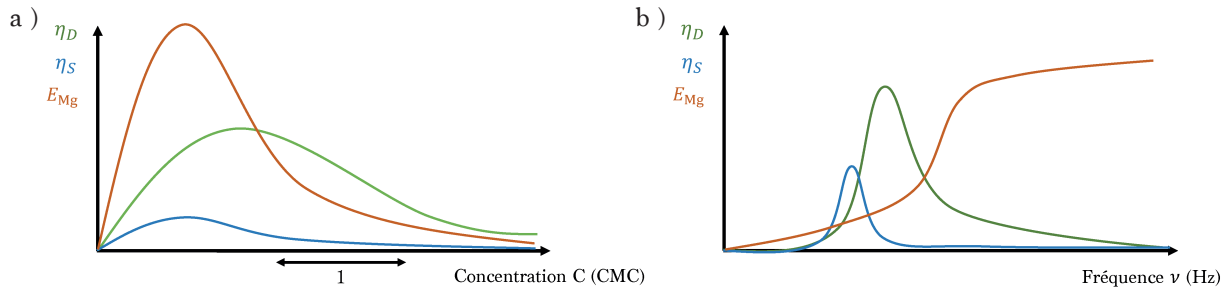 a )
η_D
η_S
E_Mg
1
Concentration C (CMC)
b )
η_D
η_S
E_Mg
Fréquence ν (Hz)